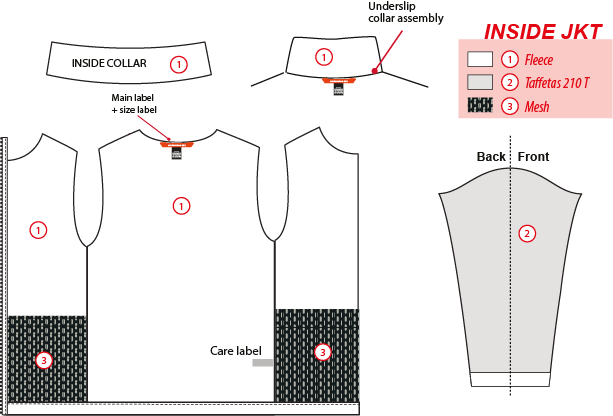 Underslip
collar assembly
INSIDE JKT
INSIDE COLLAR
1
1
1 Fleece
2 Taffetas 210 T
3 Mesh
Main label
+ size label
Back Front
1
1
2
3
Care label
3